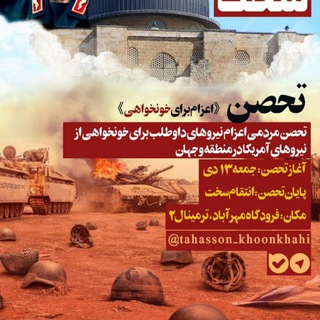 سخت
تحصن
《اعزام برای خونخواهی》
تحصن مردمی اعزام نیروهای داوطلب برای خونخواهی از
نیروهای آمریکا در منطقه و جهان
آغاز تحصن: جمعه ۱۳ دی
پایان تحصن: انتقام سخت
مکان: فرودگاه مهرآباد، ترمینال ۲
@tahasson_khoonkhahi